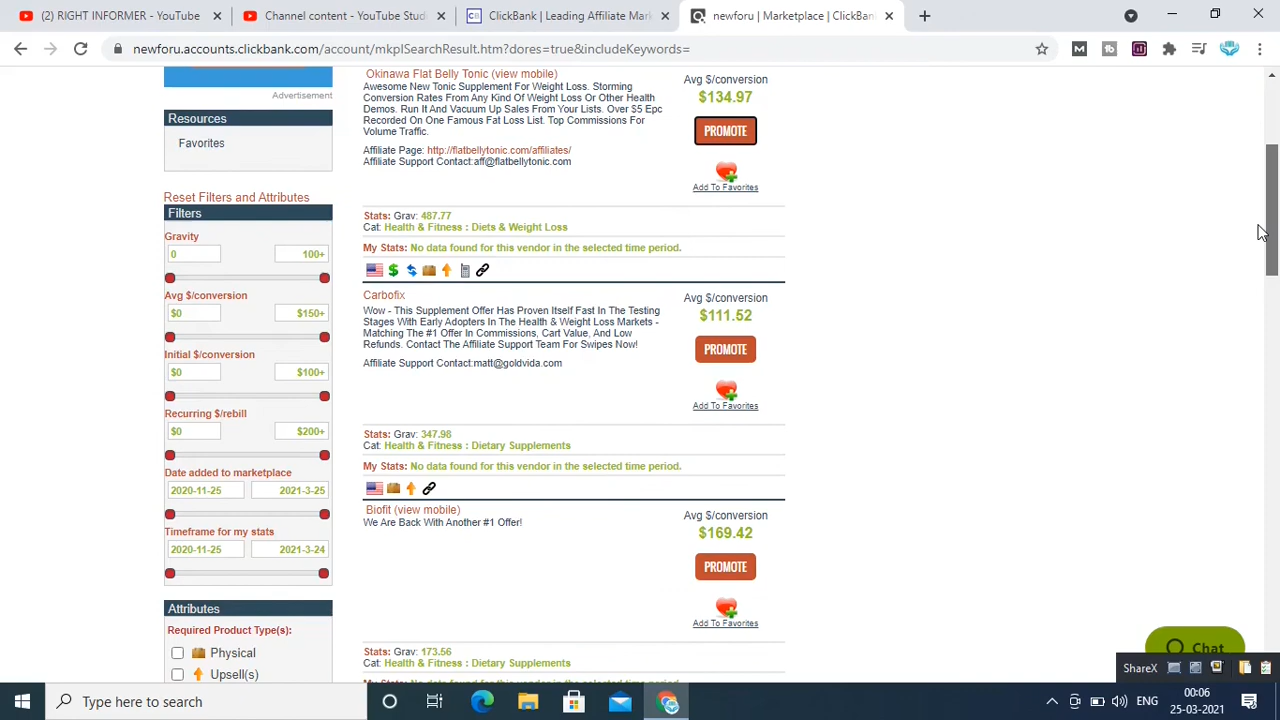 (2) RIGHT INFORMER - YouTube
Channel content - YouTube Stud
ClickBank | Leading Affiliate Mark
newforu | Marketplace | ClickBank
newforu.accounts.clickbank.com/account/mkplSearchResult.htm?dores=true&includeKeywords=
Advertisement
Resources
Favorites
Reset Filters and Attributes
Filters
Gravity
0 100+
Avg $/conversion
$0 $150+
Initial $/conversion
$0 $100+
Recurring $/rebill
$0 $200+
Date added to marketplace
2020-11-25 2021-3-25
Timeframe for my stats
2020-11-25 2021-3-24
Attributes
Required Product Type(s):
Physical
Upsell(s)
Okinawa Flat Belly Tonic (view mobile)
Awesome New Tonic Supplement For Weight Loss. Storming
Conversion Rates From Any Kind Of Weight Loss Or Other Health
Demos. Run It And Vacuum Up Sales From Your Lists. Over $5 Epc
Recorded On One Famous Fat Loss List. Top Commissions For
Volume Traffic.
Affiliate Page: http://flatbellytonic.com/affiliates/
Affiliate Support Contact:aff@flatbellytonic.com
Avg $/conversion
$134.97
PROMOTE
Add To Favorites
Stats: Grav: 487.77
Cat: Health & Fitness : Diets & Weight Loss
My Stats: No data found for this vendor in the selected time period.
Carbofix
Wow - This Supplement Offer Has Proven Itself Fast In The Testing
Stages With Early Adopters In The Health & Weight Loss Markets -
Matching The #1 Offer In Commissions, Cart Value, And Low
Refunds. Contact The Affiliate Support Team For Swipes Now!
Affiliate Support Contact:matt@goldvida.com
Avg $/conversion
$111.52
PROMOTE
Add To Favorites
Stats: Grav: 347.98
Cat: Health & Fitness : Dietary Supplements
My Stats: No data found for this vendor in the selected time period.
Biofit (view mobile)
We Are Back With Another #1 Offer!
Avg $/conversion
$169.42
PROMOTE
Add To Favorites
Stats: Grav: 173.56
Cat: Health & Fitness : Dietary Supplements
Chat
ShareX
Type here to search
ENG
00:06
25-03-2021